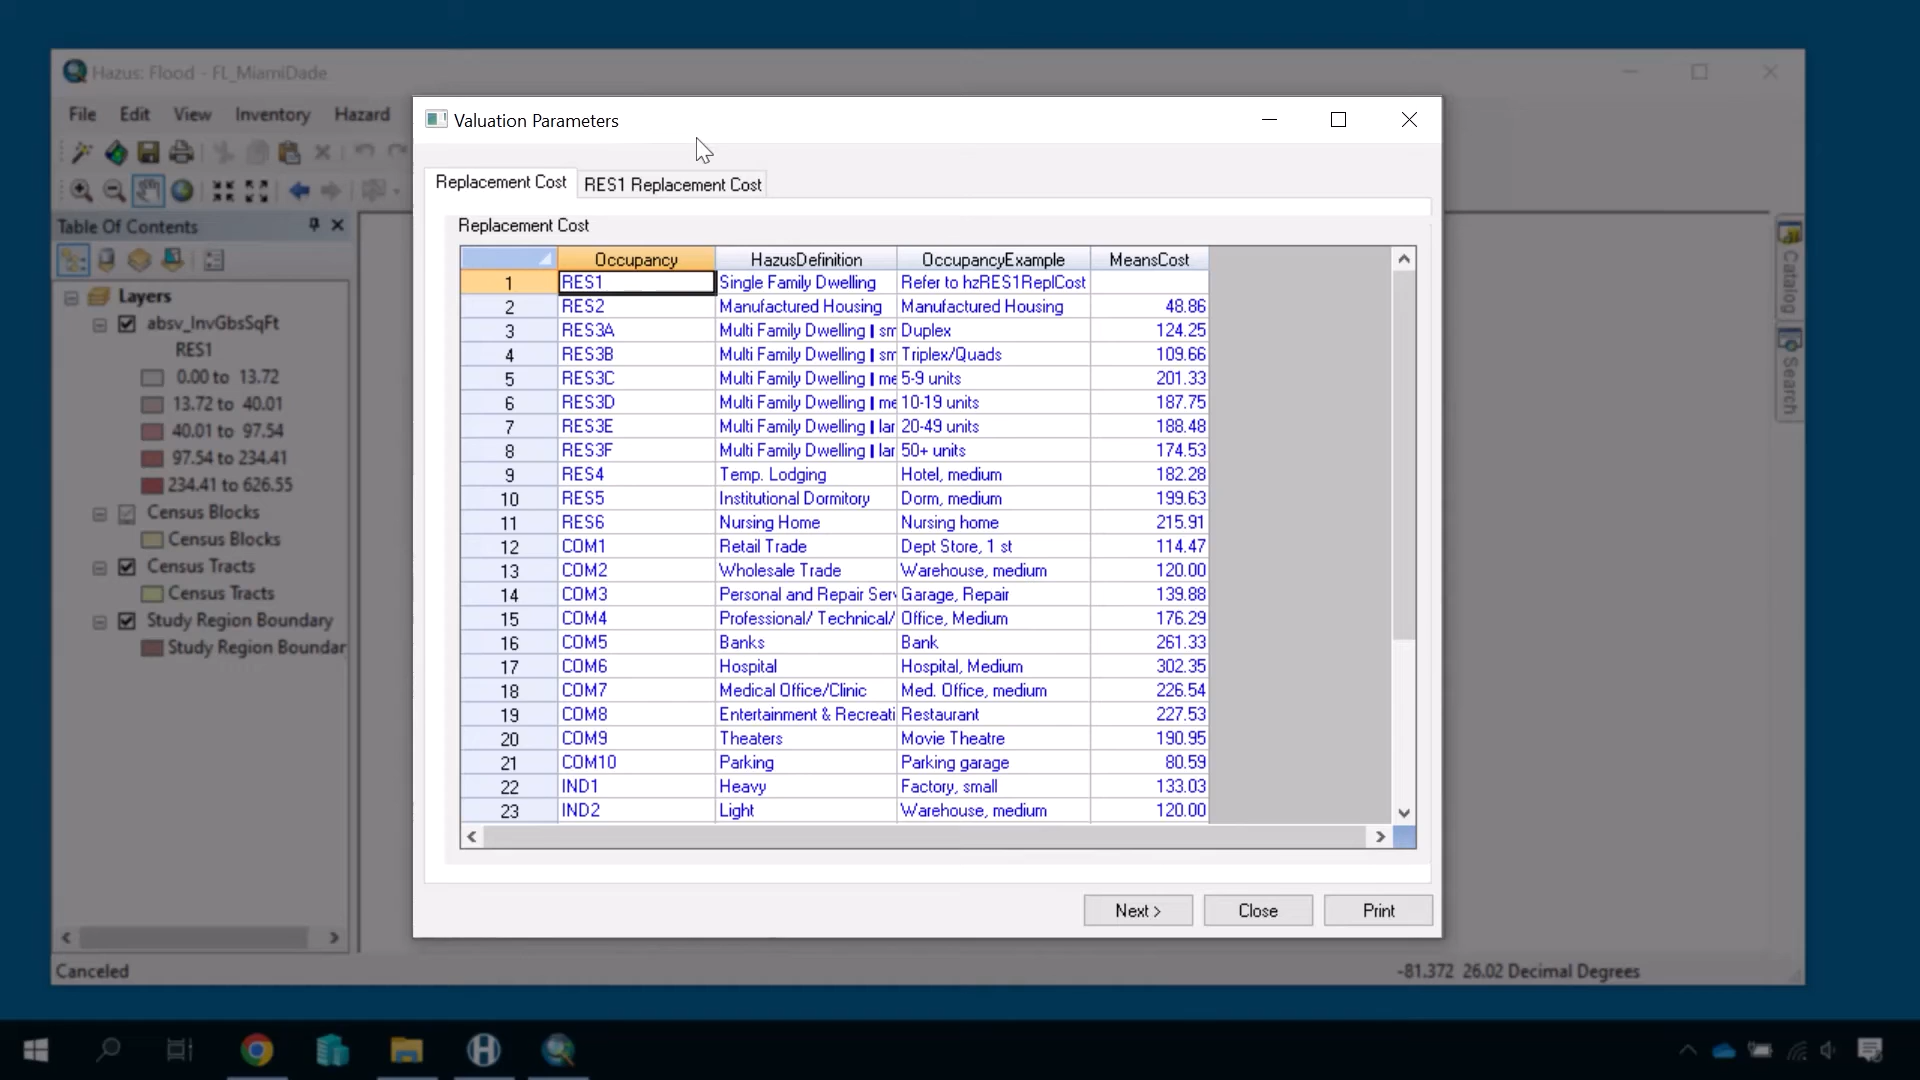 Hazus: Flood - FL_MiamiDade
File Edit View Inventory Hazard
Table Of Contents
Layers
absv_InvGbsSqFt
RES1
0.00 to 13.72
13.72 to 40.01
40.01 to 97.54
97.54 to 234.41
234.41 to 626.55
Census Blocks
Census Blocks
Census Tracts
Census Tracts
Study Region Boundary
Study Region Boundar
Canceled
-81.372 26.02 Decimal Degrees
Catalog
Search
Valuation Parameters
Replacement Cost RES1 Replacement Cost
Replacement Cost
Occupancy HazusDefinition OccupancyExample MeansCost
1 RES1 Single Family Dwelling Refer to hzRES1ReplCost
2 RES2 Manufactured Housing Manufactured Housing 48.86
3 RES3A Multi Family Dwelling | sm Duplex 124.25
4 RES3B Multi Family Dwelling | sm Triplex/Quads 109.66
5 RES3C Multi Family Dwelling | me 5-9 units 201.33
6 RES3D Multi Family Dwelling | me 10-19 units 187.75
7 RES3E Multi Family Dwelling | lar 20-49 units 188.48
8 RES3F Multi Family Dwelling | lar 50+ units 174.53
9 RES4 Temp. Lodging Hotel, medium 182.28
10 RES5 Institutional Dormitory Dorm, medium 199.63
11 RES6 Nursing Home Nursing home 215.91
12 COM1 Retail Trade Dept Store, 1 st 114.47
13 COM2 Wholesale Trade Warehouse, medium 120.00
14 COM3 Personal and Repair Serv Garage, Repair 139.88
15 COM4 Professional/ Technical/ Office, Medium 176.29
16 COM5 Banks Bank 261.33
17 COM6 Hospital Hospital, Medium 302.35
18 COM7 Medical Office/Clinic Med. Office, medium 226.54
19 COM8 Entertainment & Recreati Restaurant 227.53
20 COM9 Theaters Movie Theatre 190.95
21 COM10 Parking Parking garage 80.59
22 IND1 Heavy Factory, small 133.03
23 IND2 Light Warehouse, medium 120.00
Next > Close Print